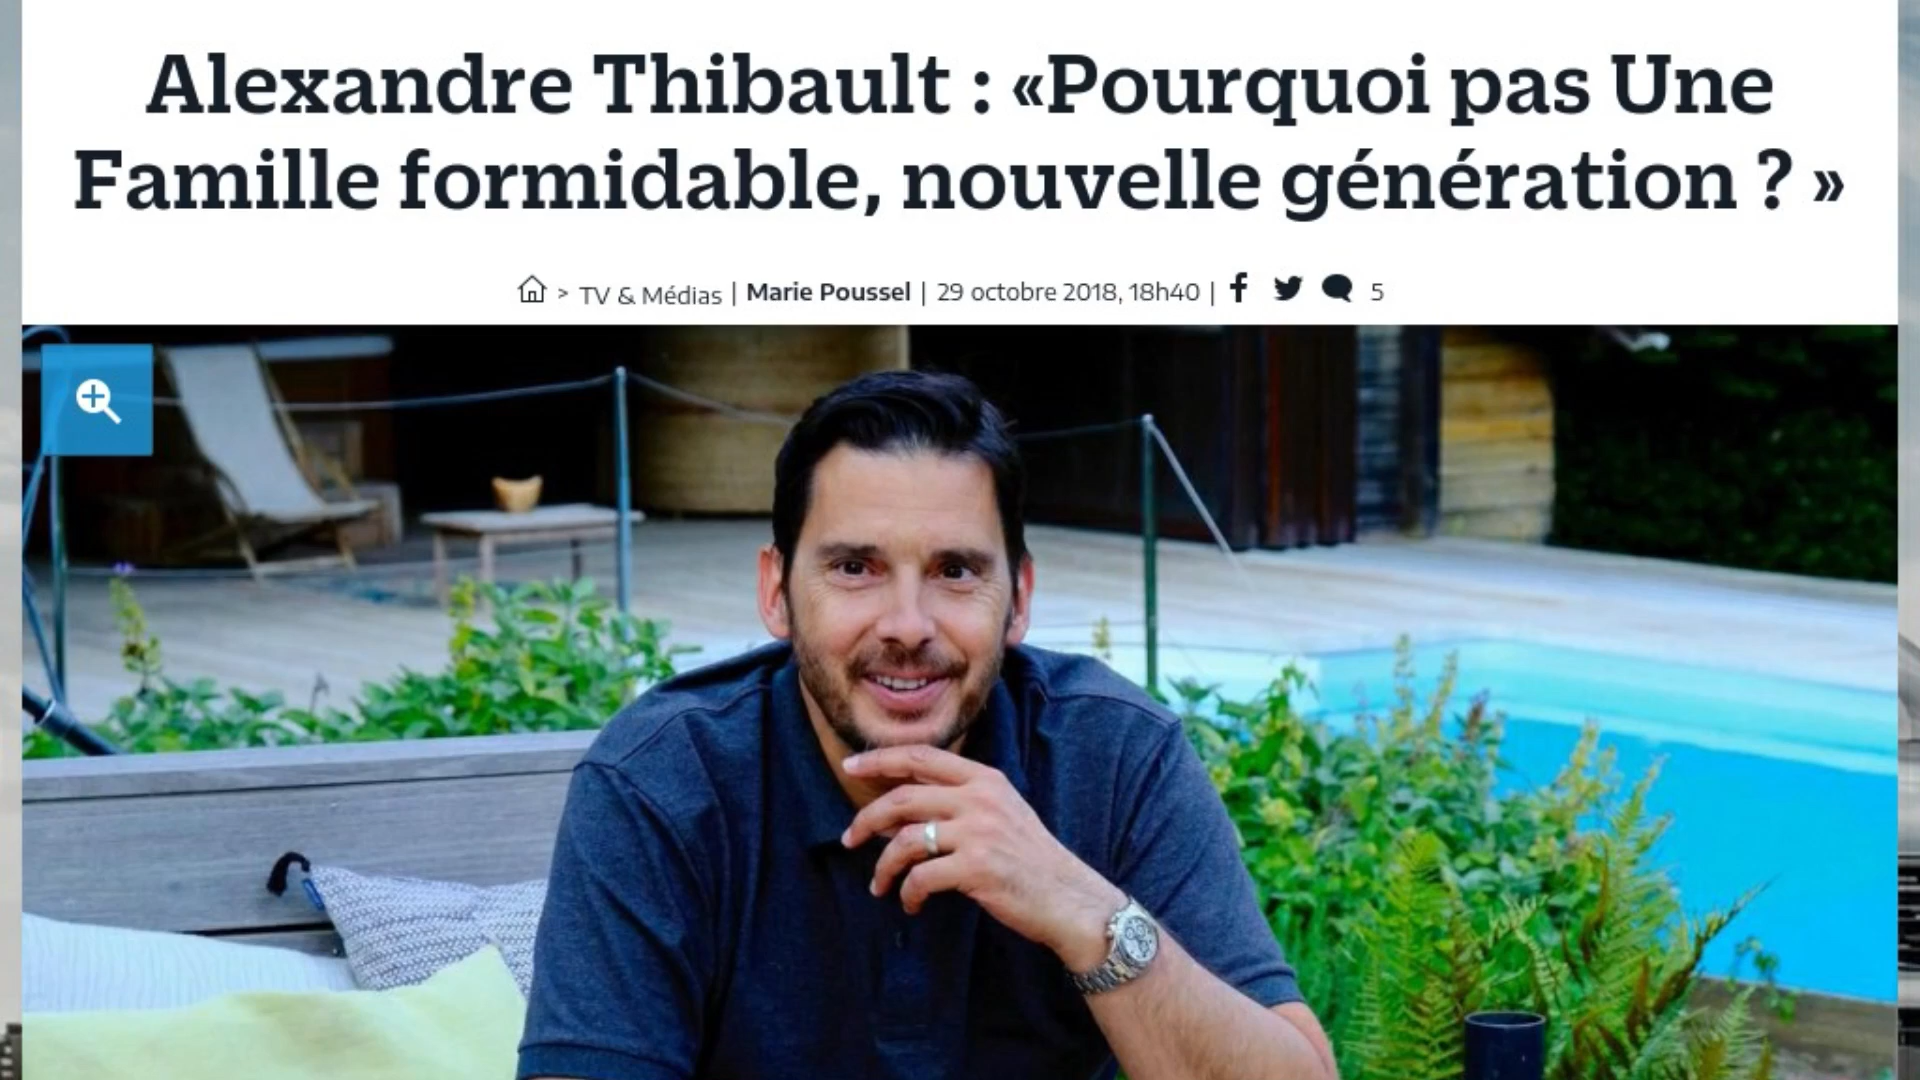 Alexandre Thibault : «Pourquoi pas Une
Famille formidable, nouvelle génération ? »
> TV & Médias | Marie Poussel | 29 octobre 2018, 18h40 | 5